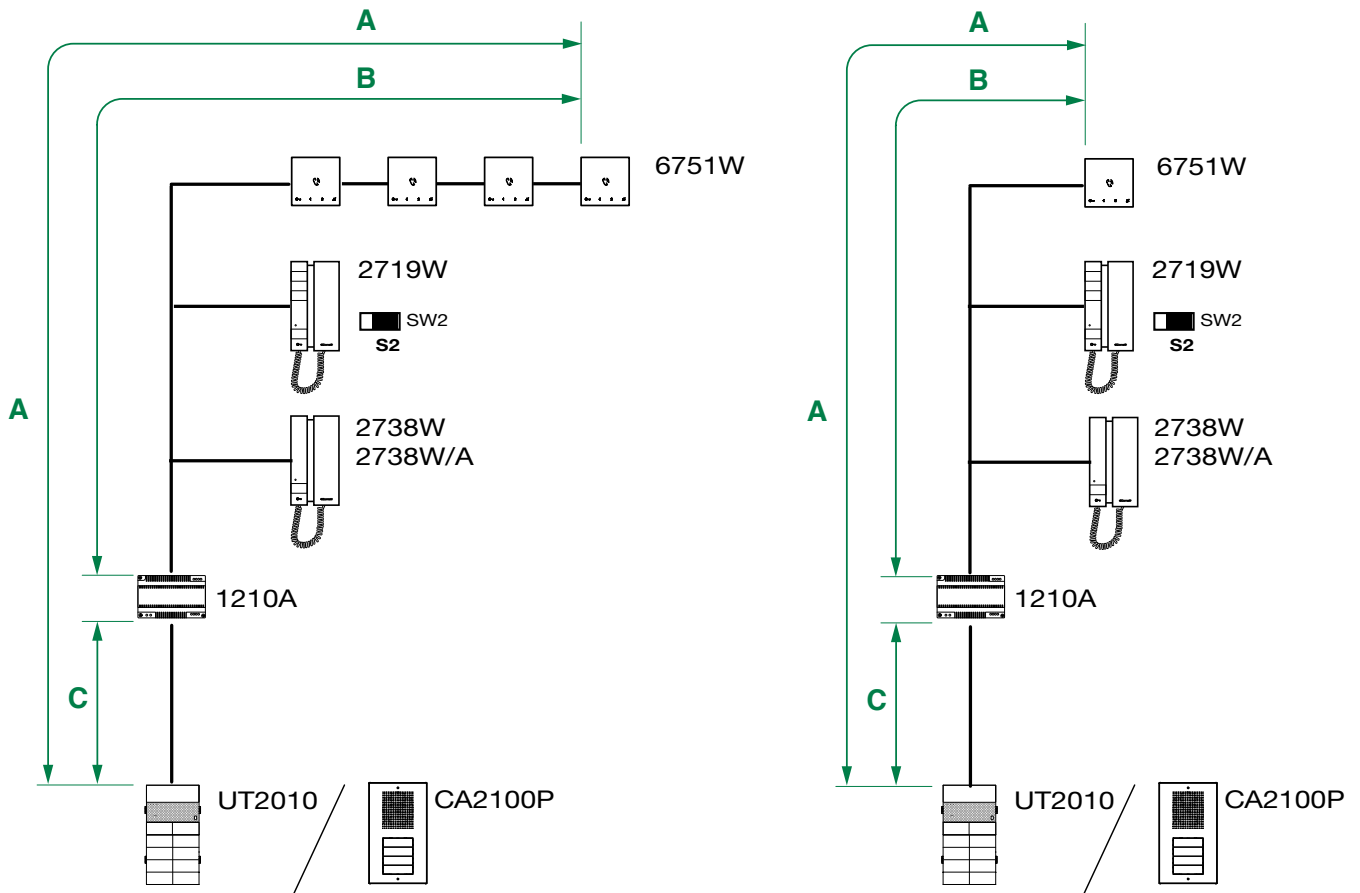 A
B
6751W
2719W
SW2
S2
A
2738W
2738W/A
1210A
C
UT2010
CA2100P
A
B
6751W
2719W
SW2
S2
A
2738W
2738W/A
1210A
C
UT2010
CA2100P